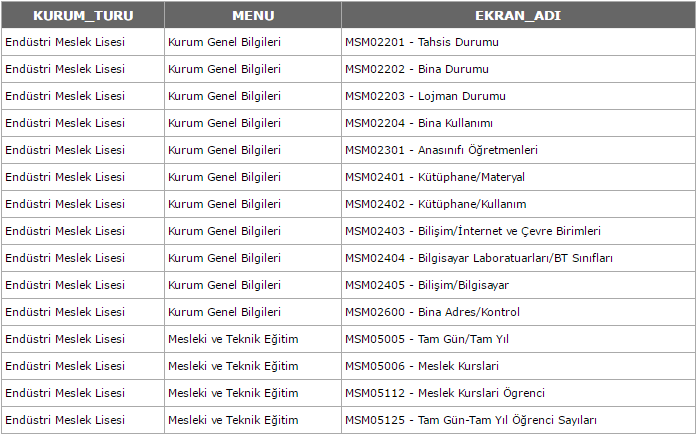 KURUM_TURU MENU EKRAN_ADI
Endüstri Meslek Lisesi Kurum Genel Bilgileri MSM02201 - Tahsis Durumu
Endüstri Meslek Lisesi Kurum Genel Bilgileri MSM02202 - Bina Durumu
Endüstri Meslek Lisesi Kurum Genel Bilgileri MSM02203 - Lojman Durumu
Endüstri Meslek Lisesi Kurum Genel Bilgileri MSM02204 - Bina Kullanımı
Endüstri Meslek Lisesi Kurum Genel Bilgileri MSM02301 - Anasınıfı Öğretmenleri
Endüstri Meslek Lisesi Kurum Genel Bilgileri MSM02401 - Kütüphane/Materyal
Endüstri Meslek Lisesi Kurum Genel Bilgileri MSM02402 - Kütüphane/Kullanım
Endüstri Meslek Lisesi Kurum Genel Bilgileri MSM02403 - Bilişim/İnternet ve Çevre Birimleri
Endüstri Meslek Lisesi Kurum Genel Bilgileri MSM02404 - Bilgisayar Laboratuarları/BT Sınıfları
Endüstri Meslek Lisesi Kurum Genel Bilgileri MSM02405 - Bilişim/Bilgisayar
Endüstri Meslek Lisesi Kurum Genel Bilgileri MSM02600 - Bina Adres/Kontrol
Endüstri Meslek Lisesi Mesleki ve Teknik Eğitim MSM05005 - Tam Gün/Tam Yıl
Endüstri Meslek Lisesi Mesleki ve Teknik Eğitim MSM05006 - Meslek Kurslari
Endüstri Meslek Lisesi Mesleki ve Teknik Eğitim MSM05112 - Meslek Kurslari Ögrenci
Endüstri Meslek Lisesi Mesleki ve Teknik Eğitim MSM05125 - Tam Gün-Tam Yıl Öğrenci Sayıları